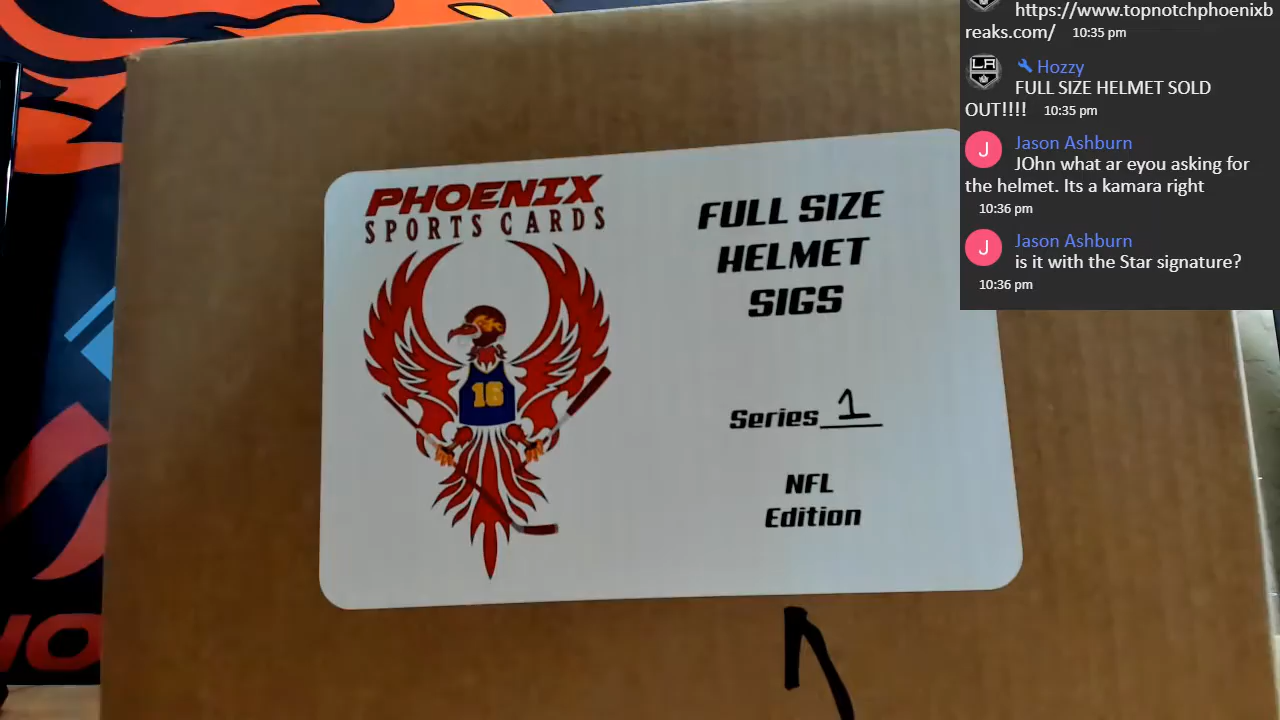 https://www.topnotchphoenixb
reaks.com/ 10:35 pm
Hozzy
FULL SIZE HELMET SOLD
OUT!!!! 10:35 pm
Jason Ashburn
JOhn what ar eyou asking for
the helmet. Its a kamara right
10:36 pm
Jason Ashburn
is it with the Star signature?
10:36 pm
PHOENIX
SPORTS CARDS
16
FULL SIZE
HELMET
SIGS
Series 1
NFL
Edition